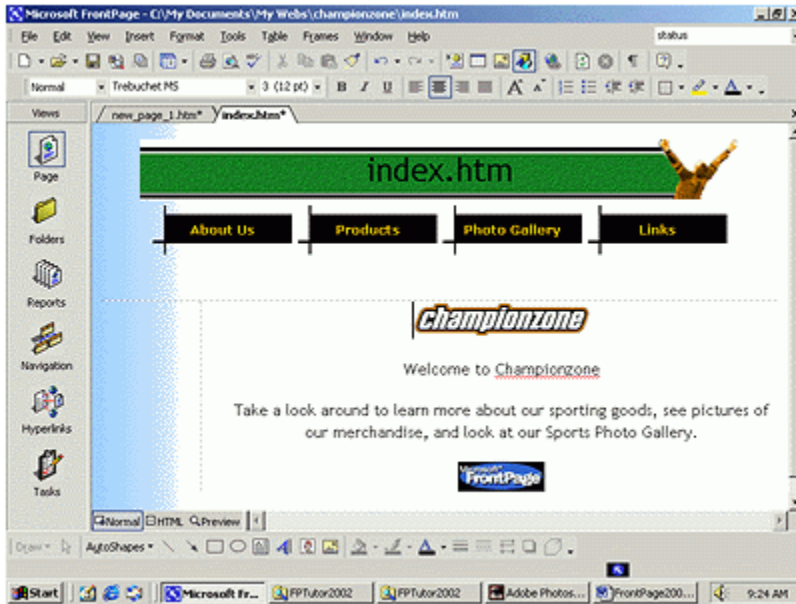 Microsoft FrontPage - C:\My Documents\My Webs\championzone\index.htm
File Edit View Insert Format Tools Table Frames Window Help
status
Normal Trebuchet MS 3 (12 pt) B I U
Views
new_page_1.htm* index.htm*
Page
Folders
Reports
Navigation
Hyperlinks
Tasks
index.htm
About Us Products Photo Gallery Links
championzone
Welcome to Championzone
Take a look around to learn more about our sporting goods, see pictures of
our merchandise, and look at our Sports Photo Gallery.
Microsoft
FrontPage
Normal HTML Preview
Draw AutoShapes
Start Microsoft Fr... FPTutor2002 FPTutor2002 Adobe Photos... FrontPage200... 9:24 AM